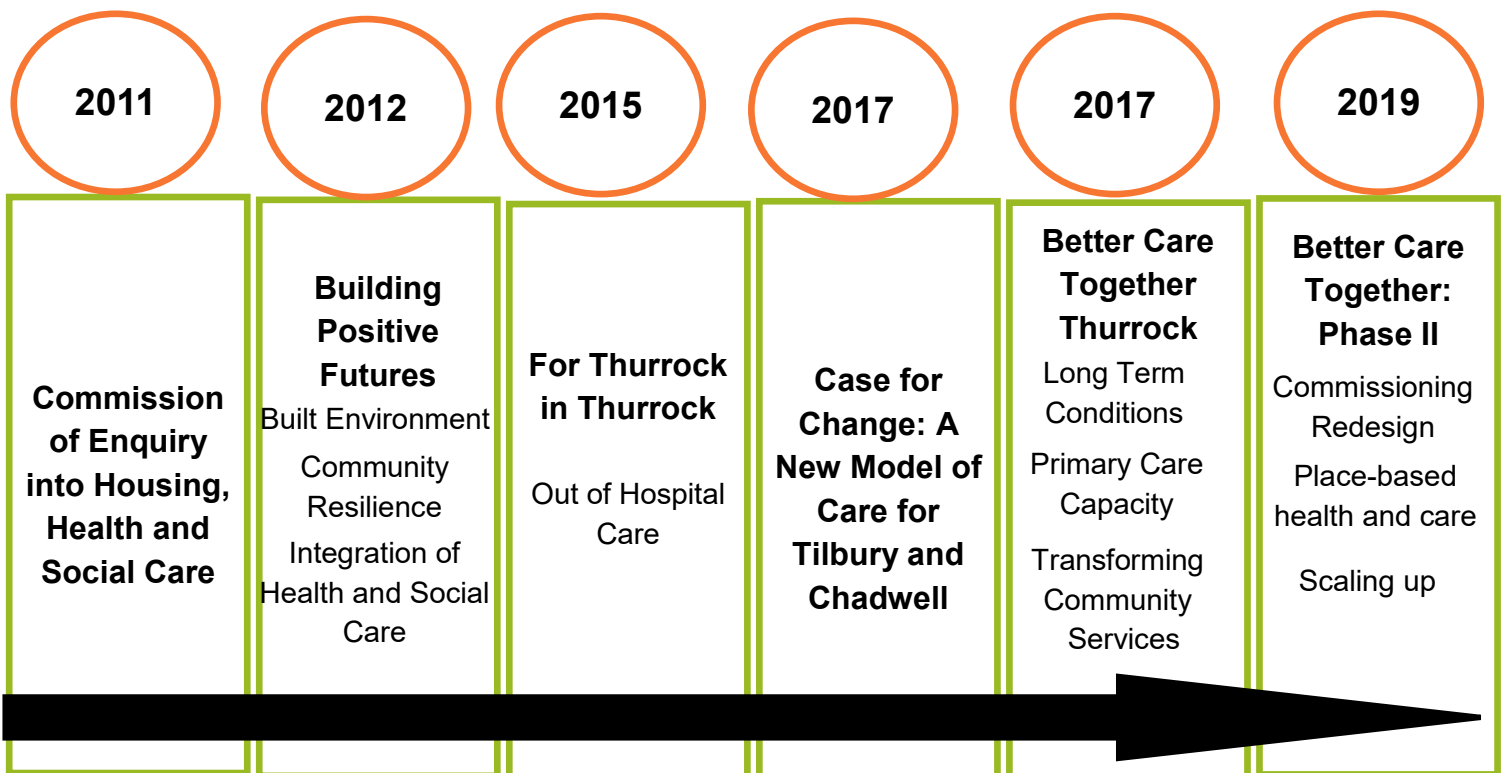 2011
Commission
of Enquiry
into Housing,
Health and
Social Care
2012
Building
Positive
Futures
Built Environment
Community
Resilience
Integration of
Health and Social
Care
2015
For Thurrock
in Thurrock
Out of Hospital
Care
2017
Case for
Change: A
New Model of
Care for
Tilbury and
Chadwell
2017
Better Care
Together
Thurrock
Long Term
Conditions
Primary Care
Capacity
Transforming
Community
Services
2019
Better Care
Together:
Phase II
Commissioning
Redesign
Place-based
health and care
Scaling up